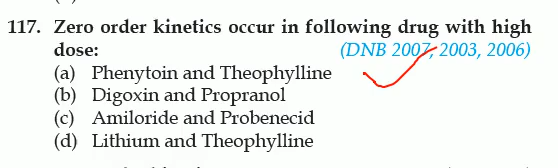 117. Zero order kinetics occur in following drug with high
dose: (DNB 2007, 2003, 2006)
(a) Phenytoin and Theophylline
(b) Digoxin and Propranol
(c) Amiloride and Probenecid
(d) Lithium and Theophylline